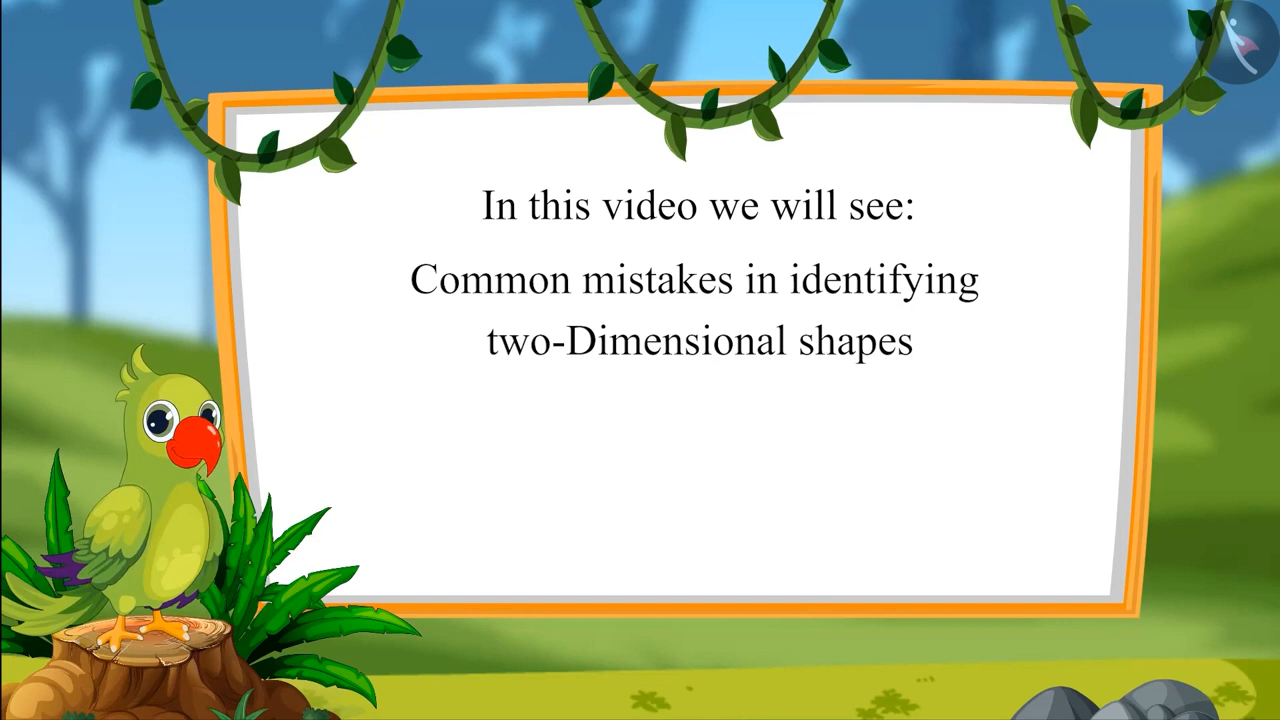 In this video we will see:
Common mistakes in identifying
two-Dimensional shapes